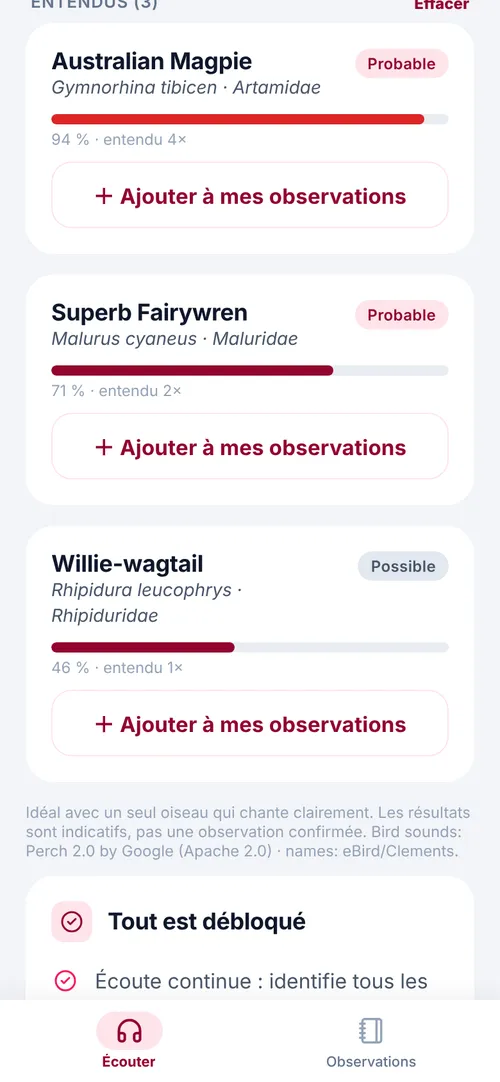 ENTENDUS (3)
Effacer
Australian Magpie
Probable
Gymnorhina tibicen · Artamidae
94 % · entendu 4×
+ Ajouter à mes observations
Superb Fairywren
Probable
Malurus cyaneus · Maluridae
71 % · entendu 2×
+ Ajouter à mes observations
Willie-wagtail
Possible
Rhipidura leucophrys ·
Rhipiduridae
46 % · entendu 1×
+ Ajouter à mes observations
Idéal avec un seul oiseau qui chante clairement. Les résultats
sont indicatifs, pas une observation confirmée. Bird sounds:
Perch 2.0 by Google (Apache 2.0) · names: eBird/Clements.
Tout est débloqué
Écoute continue : identifie tous les
Écouter
Observations